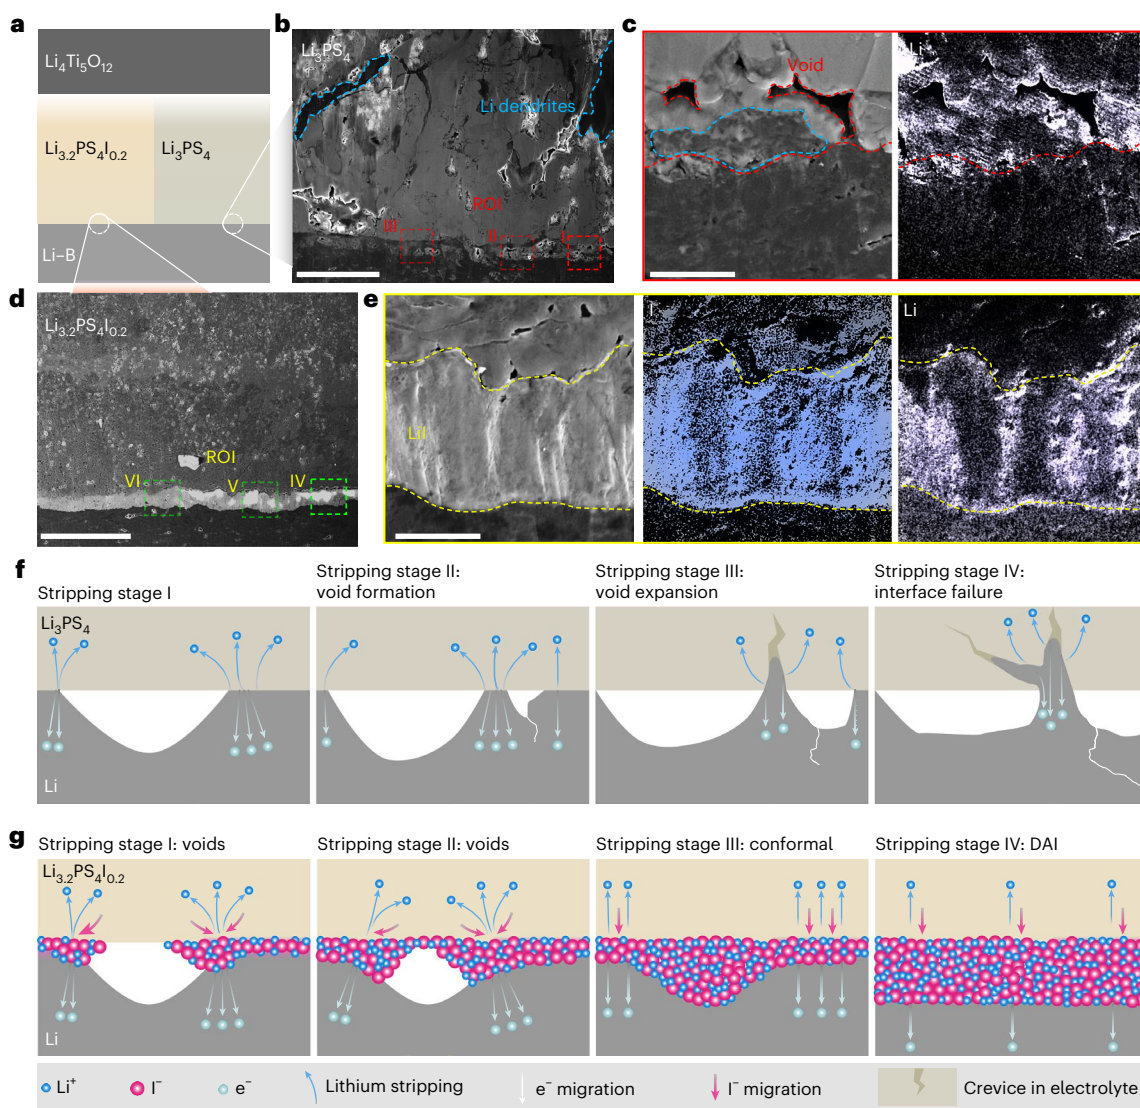 a
Li4Ti5O12
Li3.2PS4I0.2
Li3PS4
Li–B
b
Li3PS4
Li dendrites
ROI
III
II
I
c
Void
Li
d
Li3.2PS4I0.2
ROI
VI
V
IV
e
LiI
I
Li
f
Stripping stage I
Stripping stage II:
void formation
Stripping stage III:
void expansion
Stripping stage IV:
interface failure
Li3PS4
Li
g
Stripping stage I: voids
Stripping stage II: voids
Stripping stage III: conformal
Stripping stage IV: DAI
Li3.2PS4I0.2
Li
Li+
I−
e−
Lithium stripping
e− migration
I− migration
Crevice in electrolyte